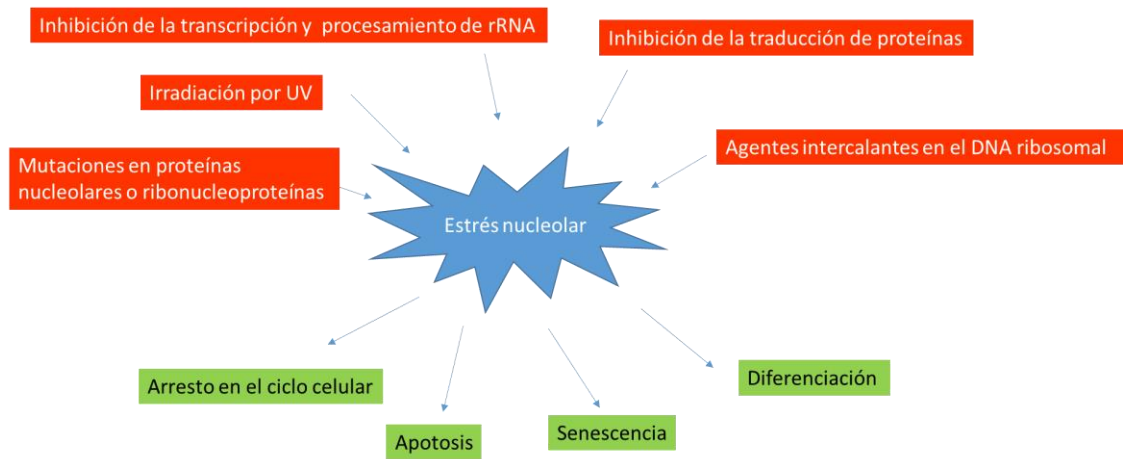 Inhibición de la transcripción y procesamiento de rRNA
Inhibición de la traducción de proteínas
Irradiación por UV
Agentes intercalantes en el DNA ribosomal
Mutaciones en proteínas
nucleolares o ribonucleoproteínas
Estrés nucleolar
Arresto en el ciclo celular
Diferenciación
Apotosis
Senescencia